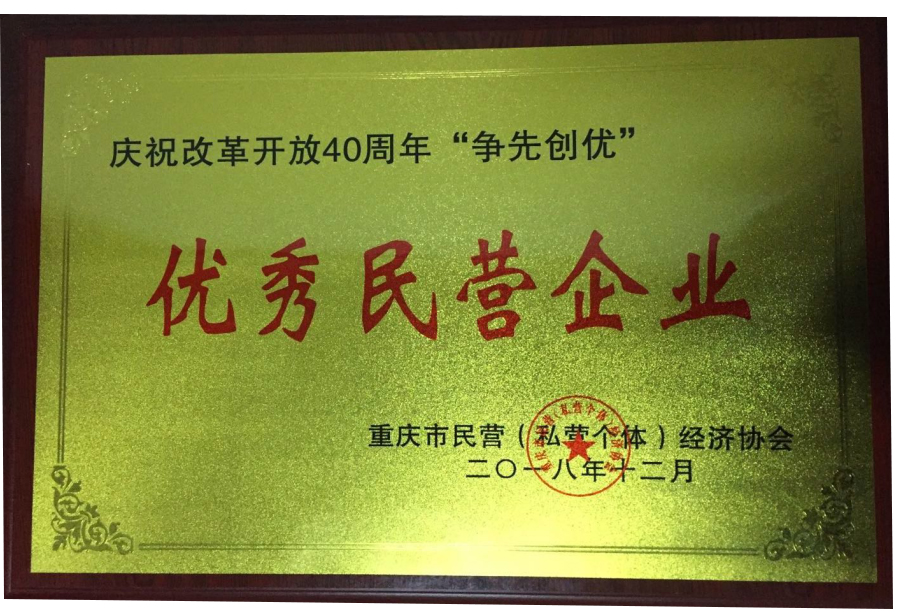 庆祝改革开放40周年“争先创优”
优秀民营企业
重庆市民营（私营个体）经济协会
二〇一八年十二月